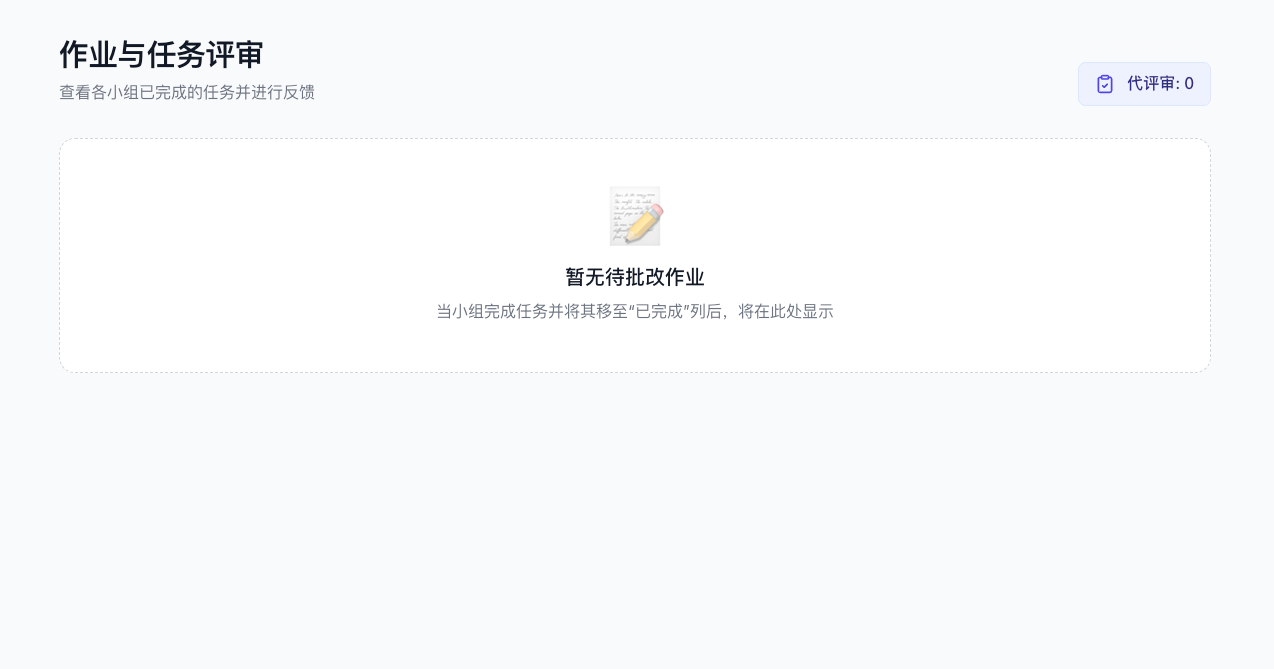 作业与任务评审
查看各小组已完成的任务并进行反馈
代评审: 0
暂无待批改作业
当小组完成任务并将其移至“已完成”列后，将在此处显示